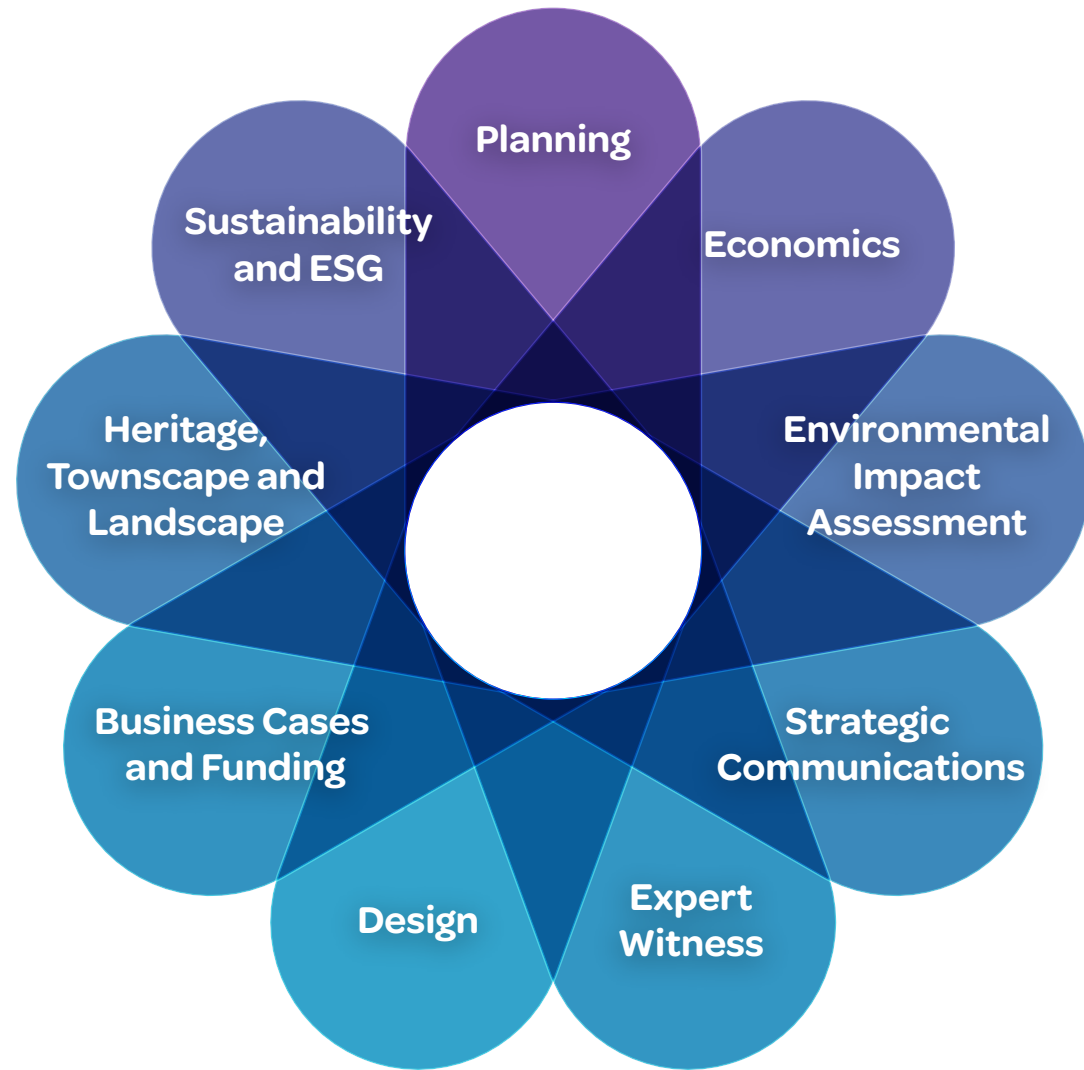 Planning
Economics
Environmental
Impact
Assessment
Strategic
Communications
Expert
Witness
Design
Business Cases
and Funding
Heritage,
Townscape and
Landscape
Sustainability
and ESG